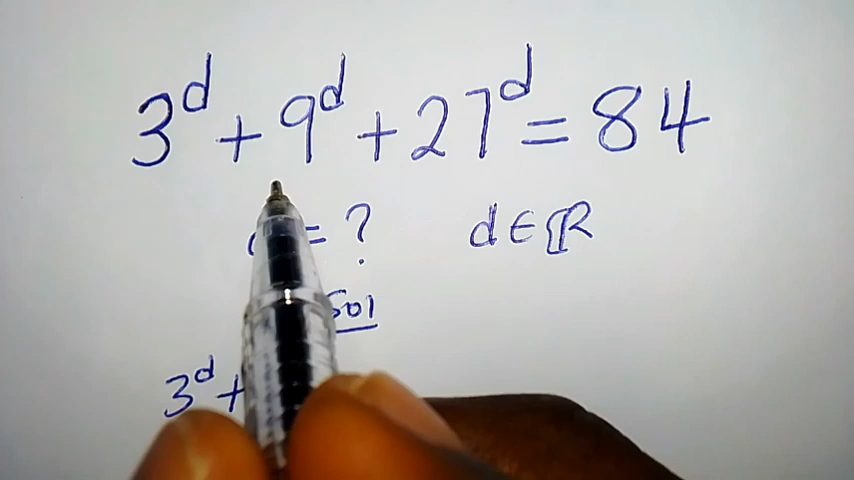 3^d + 9^d + 27^d = 84
= ? d ∈ ℝ
Sol
3^d +